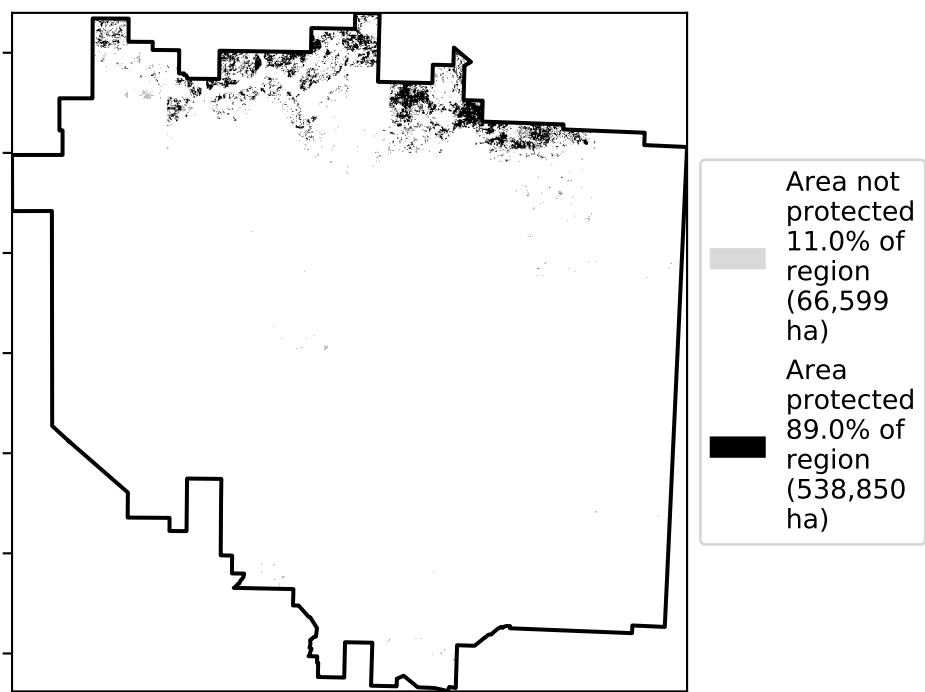 Area not
protected
11.0% of
region
(66,599
ha)
Area
protected
89.0% of
region
(538,850
ha)